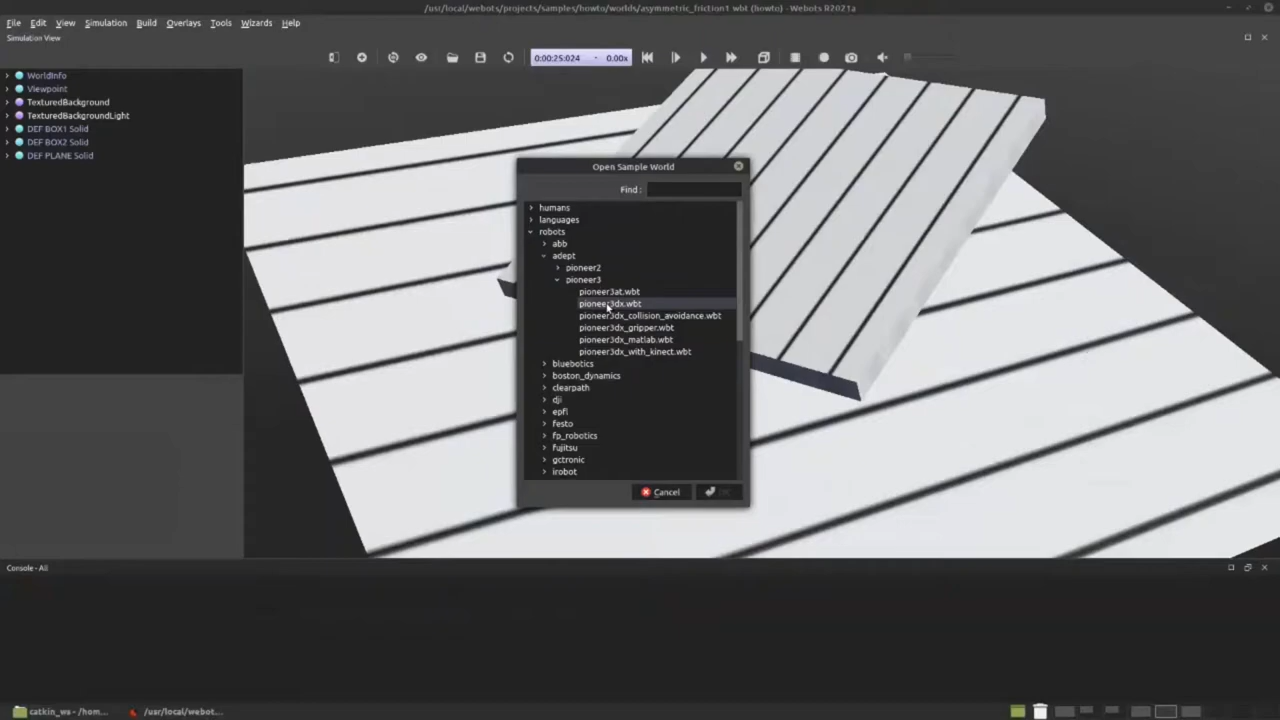 /usr/local/webots/projects/samples/howto/worlds/asymmetric_friction1.wbt (howto) - Webots R2021a
File Edit View Simulation Build Overlays Tools Wizards Help
Simulation View
0:00:25:024 - 0.00x
WorldInfo
Viewpoint
TexturedBackground
TexturedBackgroundLight
DEF BOX1 Solid
DEF BOX2 Solid
DEF PLANE Solid
Open Sample World
Find :
humans
languages
robots
abb
adept
pioneer2
pioneer3
pioneer3at.wbt
pioneer3dx.wbt
pioneer3dx_collision_avoidance.wbt
pioneer3dx_gripper.wbt
pioneer3dx_matlab.wbt
pioneer3dx_with_kinect.wbt
bluebotics
boston_dynamics
clearpath
dji
epfl
festo
fp_robotics
fujitsu
gctronic
irobot
Cancel
Console - All
catkin_ws - /hom...
/usr/local/webot...